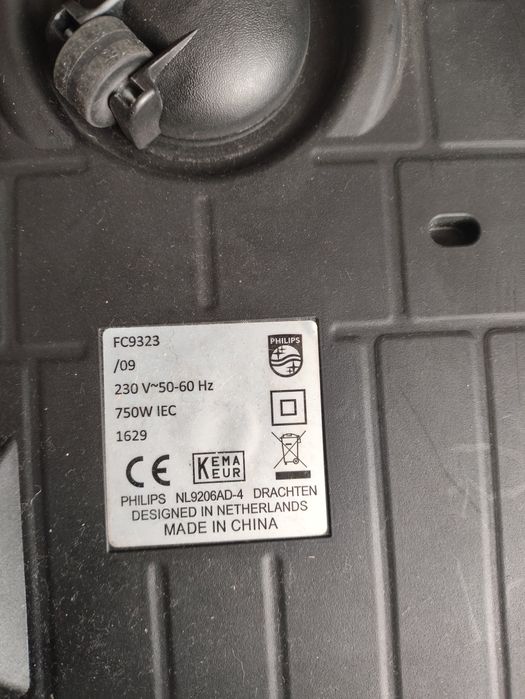 FC9323
/09
230 V~50-60 Hz
750W IEC
1629
PHILIPS
CE
KEMA
KEUR
PHILIPS NL9206AD-4 DRACHTEN
DESIGNED IN NETHERLANDS
MADE IN CHINA